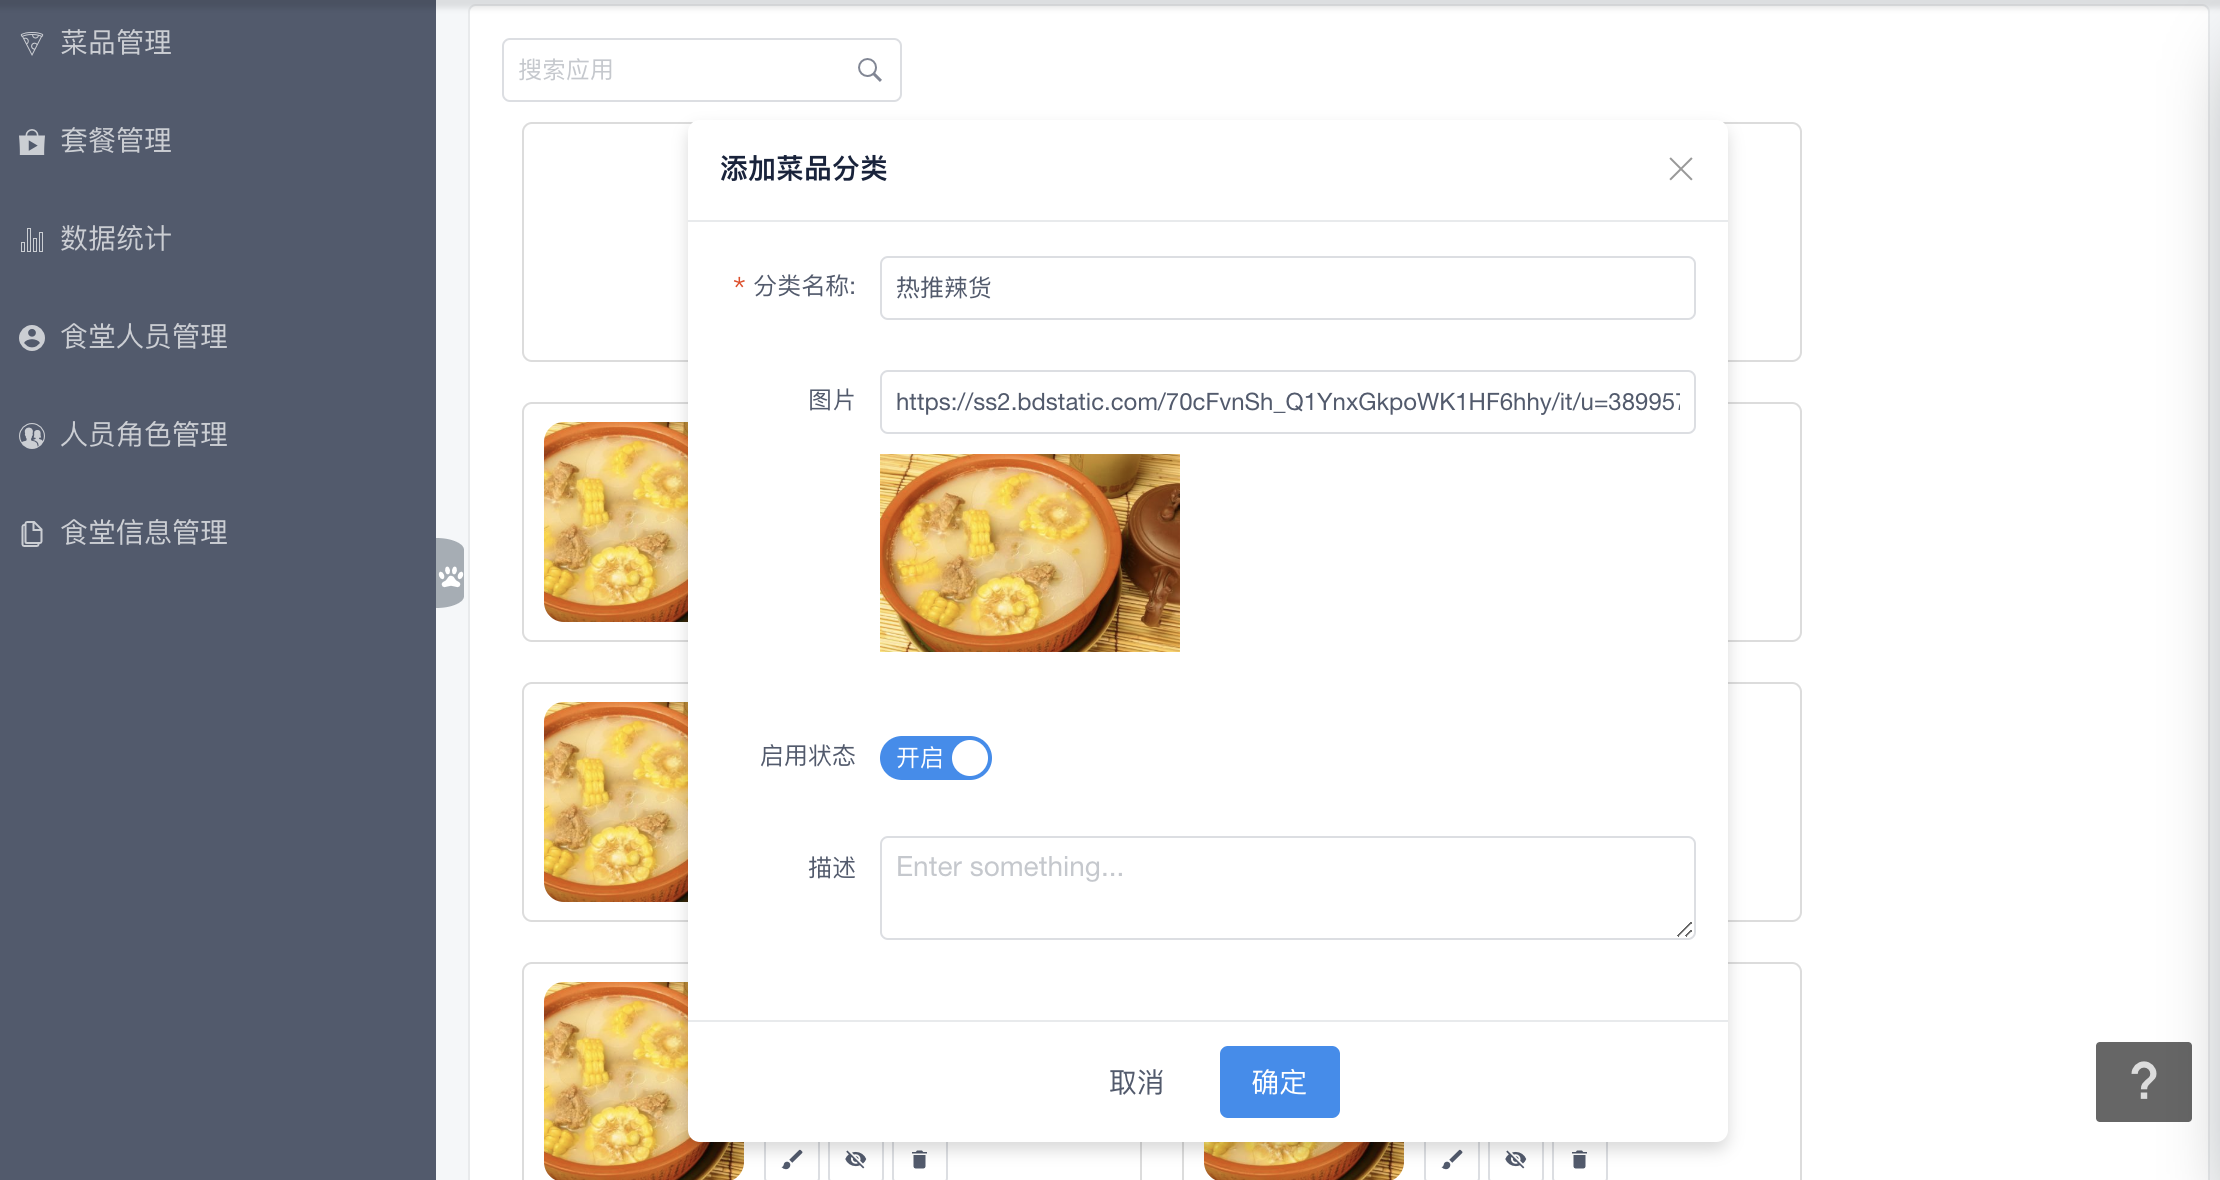 菜品管理
套餐管理
数据统计
食堂人员管理
人员角色管理
食堂信息管理
搜索应用
添加菜品分类
* 分类名称:
热推辣货
图片
https://ss2.bdstatic.com/70cFvnSh_Q1YnxGkpoWK1HF6hhy/it/u=389957
启用状态
开启
描述
Enter something...
取消
确定
?